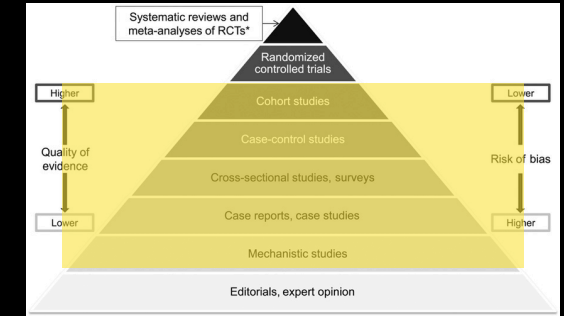 Systematic reviews and
meta-analyses of RCTs*
Randomized
controlled trials
Higher
Cohort studies
Lower
Case-control studies
Quality of
evidence
Risk of bias
Cross-sectional studies, surveys
Case reports, case studies
Lower
Higher
Mechanistic studies
Editorials, expert opinion